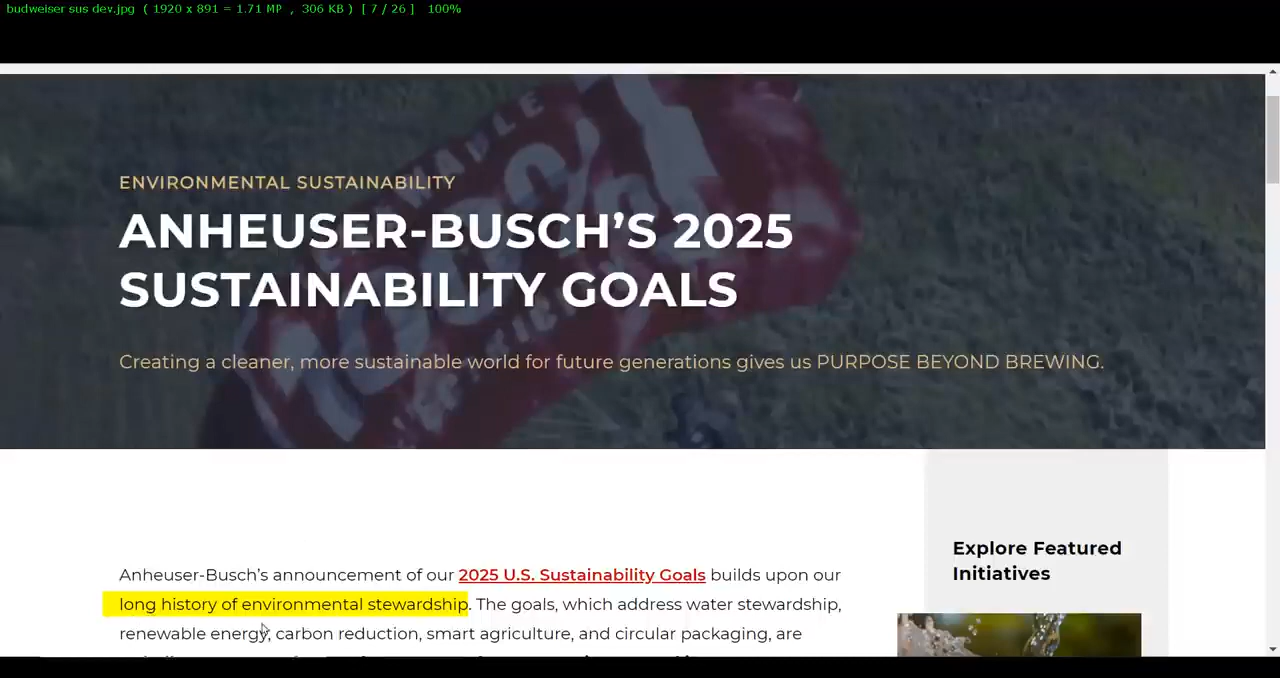 budweiser sus dev.jpg ( 1920 x 891 = 1.71 MP , 306 KB ) [ 7 / 26 ] 100%
ENVIRONMENTAL SUSTAINABILITY
ANHEUSER-BUSCH’S 2025
SUSTAINABILITY GOALS
Creating a cleaner, more sustainable world for future generations gives us PURPOSE BEYOND BREWING.
Anheuser-Busch’s announcement of our 2025 U.S. Sustainability Goals builds upon our
long history of environmental stewardship. The goals, which address water stewardship,
renewable energy, carbon reduction, smart agriculture, and circular packaging, are
Explore Featured
Initiatives